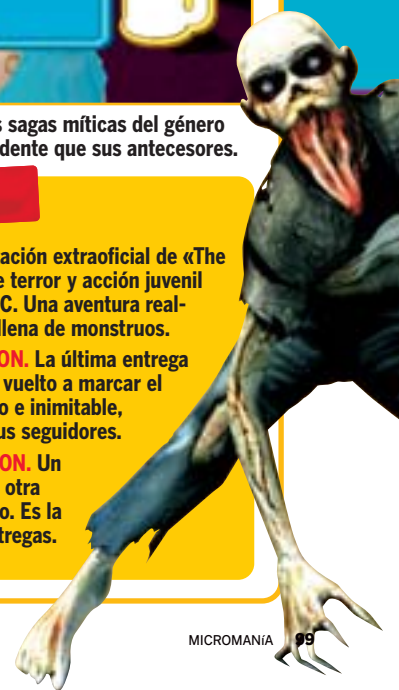 s sagas míticas del género
dente que sus antecesores.
tación extraoficial de «The
e terror y acción juvenil
C. Una aventura real-
llena de monstruos.
ON. La última entrega
vuelto a marcar el
o e inimitable,
us seguidores.
ON. Un
otra
o. Es la
tregas.
MICROMANíA 99